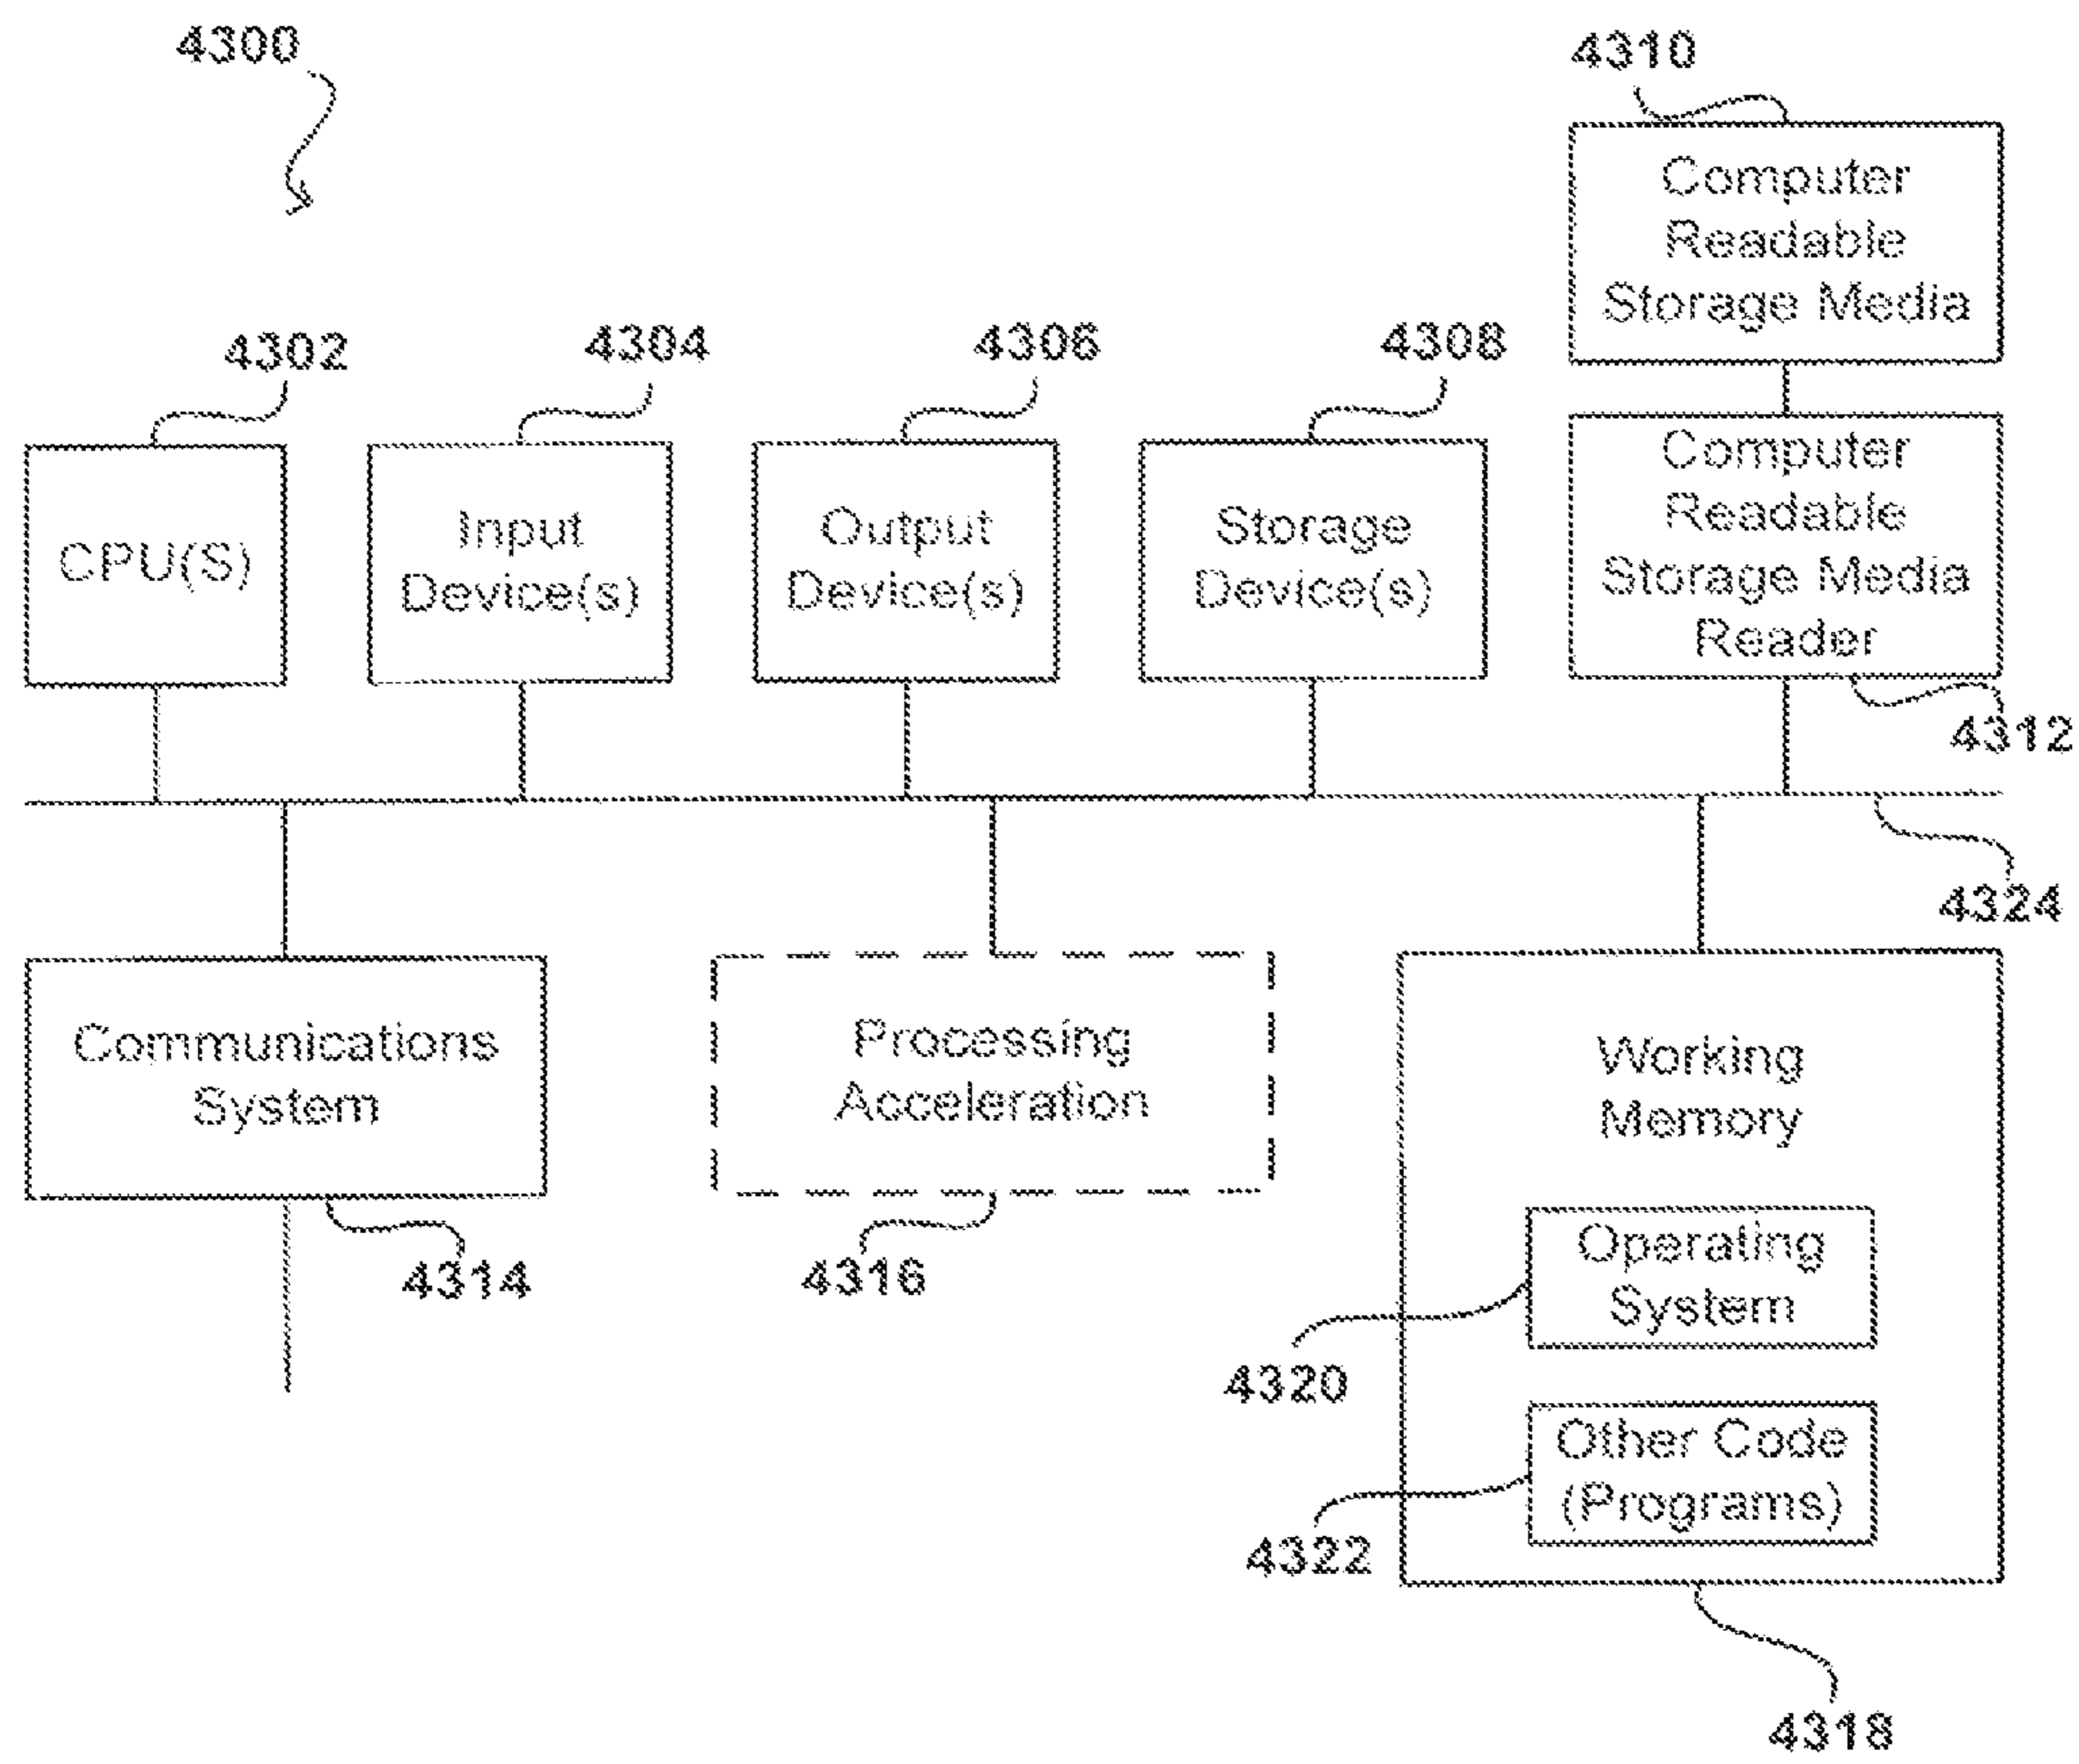 4300
4310
Computer
Readable
Storage Media
4302
4304
4306
4308
CPU(S)
Input
Device(s)
Output
Device(s)
Storage
Device(s)
Computer
Readable
Storage Media
Reader
4312
4324
Communications
System
4314
Processing
Acceleration
4316
Working
Memory
Operating
System
4320
Other Code
(Programs)
4322
4318